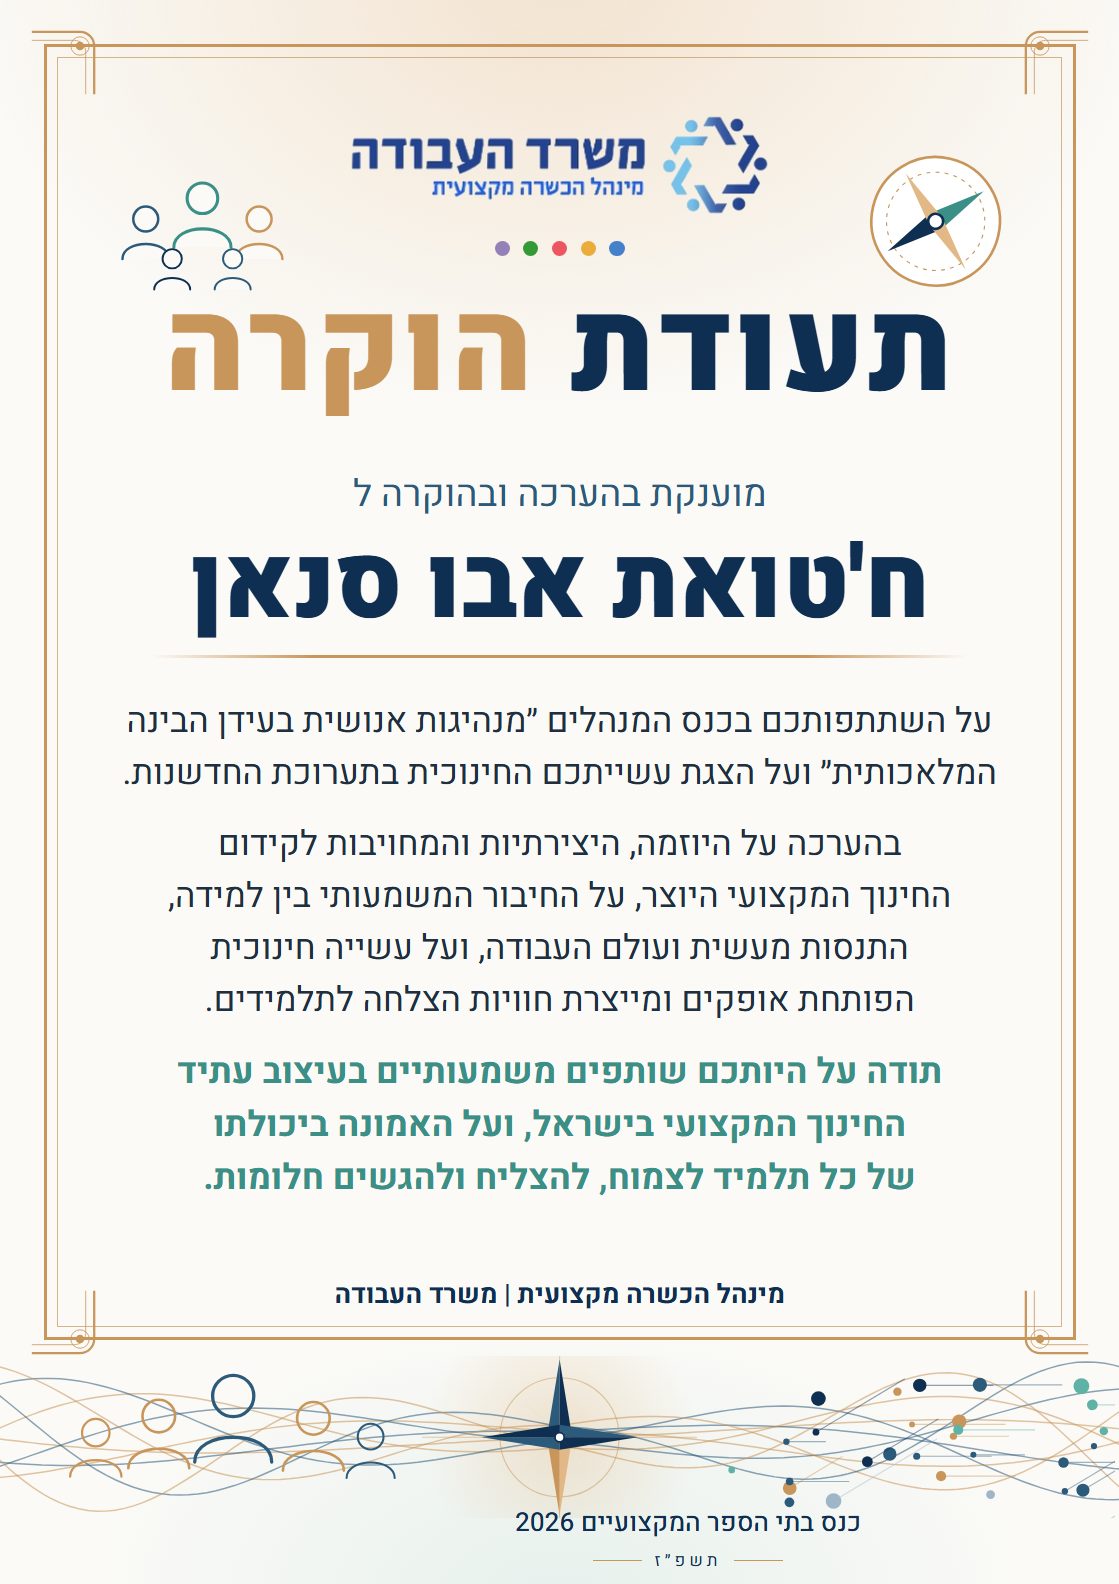 משרד העבודה
מינהל הכשרה מקצועית
תעודת הוקרה
מוענקת בהערכה ובהוקרה ל
ח'טואת אבו סנאן
על השתתפותכם בכנס המנהלים "מנהיגות אנושית בעידן הבינה
המלאכותית" ועל הצגת עשייתכם החינוכית בתערוכת החדשנות.
בהערכה על היוזמה, היצירתיות והמחויבות לקידום
החינוך המקצועי היוצר, על החיבור המשמעותי בין למידה,
התנסות מעשית ועולם העבודה, ועל עשייה חינוכית
הפותחת אופקים ומייצרת חוויות הצלחה לתלמידים.
תודה על היותכם שותפים משמעותיים בעיצוב עתיד
החינוך המקצועי בישראל, ועל האמונה ביכולתו
של כל תלמיד לצמוח, להצליח ולהגשים חלומות.
מינהל הכשרה מקצועית | משרד העבודה
כנס בתי הספר המקצועיים 2026
תשפ"ז